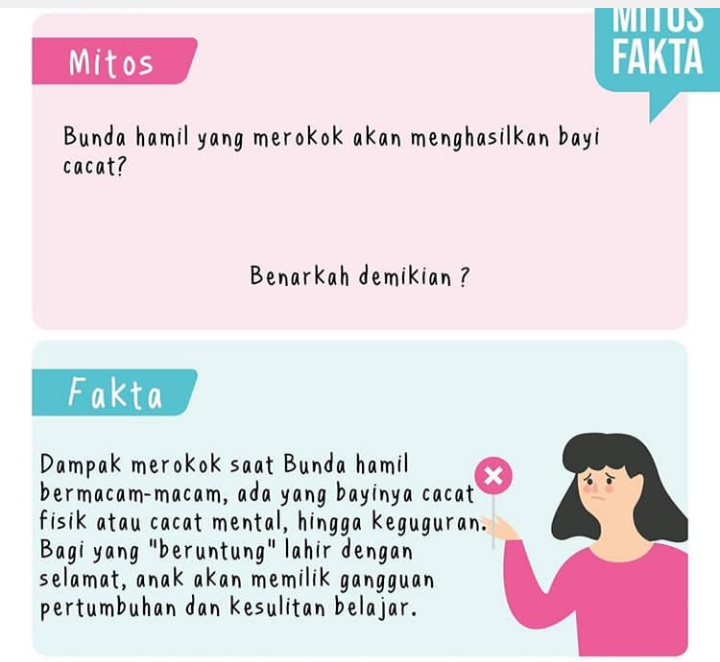 MITOS
FAKTA
Mitos
Bunda hamil yang merokok akan menghasilkan bayi
cacat?
Benarkah demikian ?
Fakta
Dampak merokok saat Bunda hamil
bermacam-macam, ada yang bayinya cacat
fisik atau cacat mental, hingga keguguran.
Bagi yang "beruntung" lahir dengan
selamat, anak akan memilik gangguan
pertumbuhan dan kesulitan belajar.